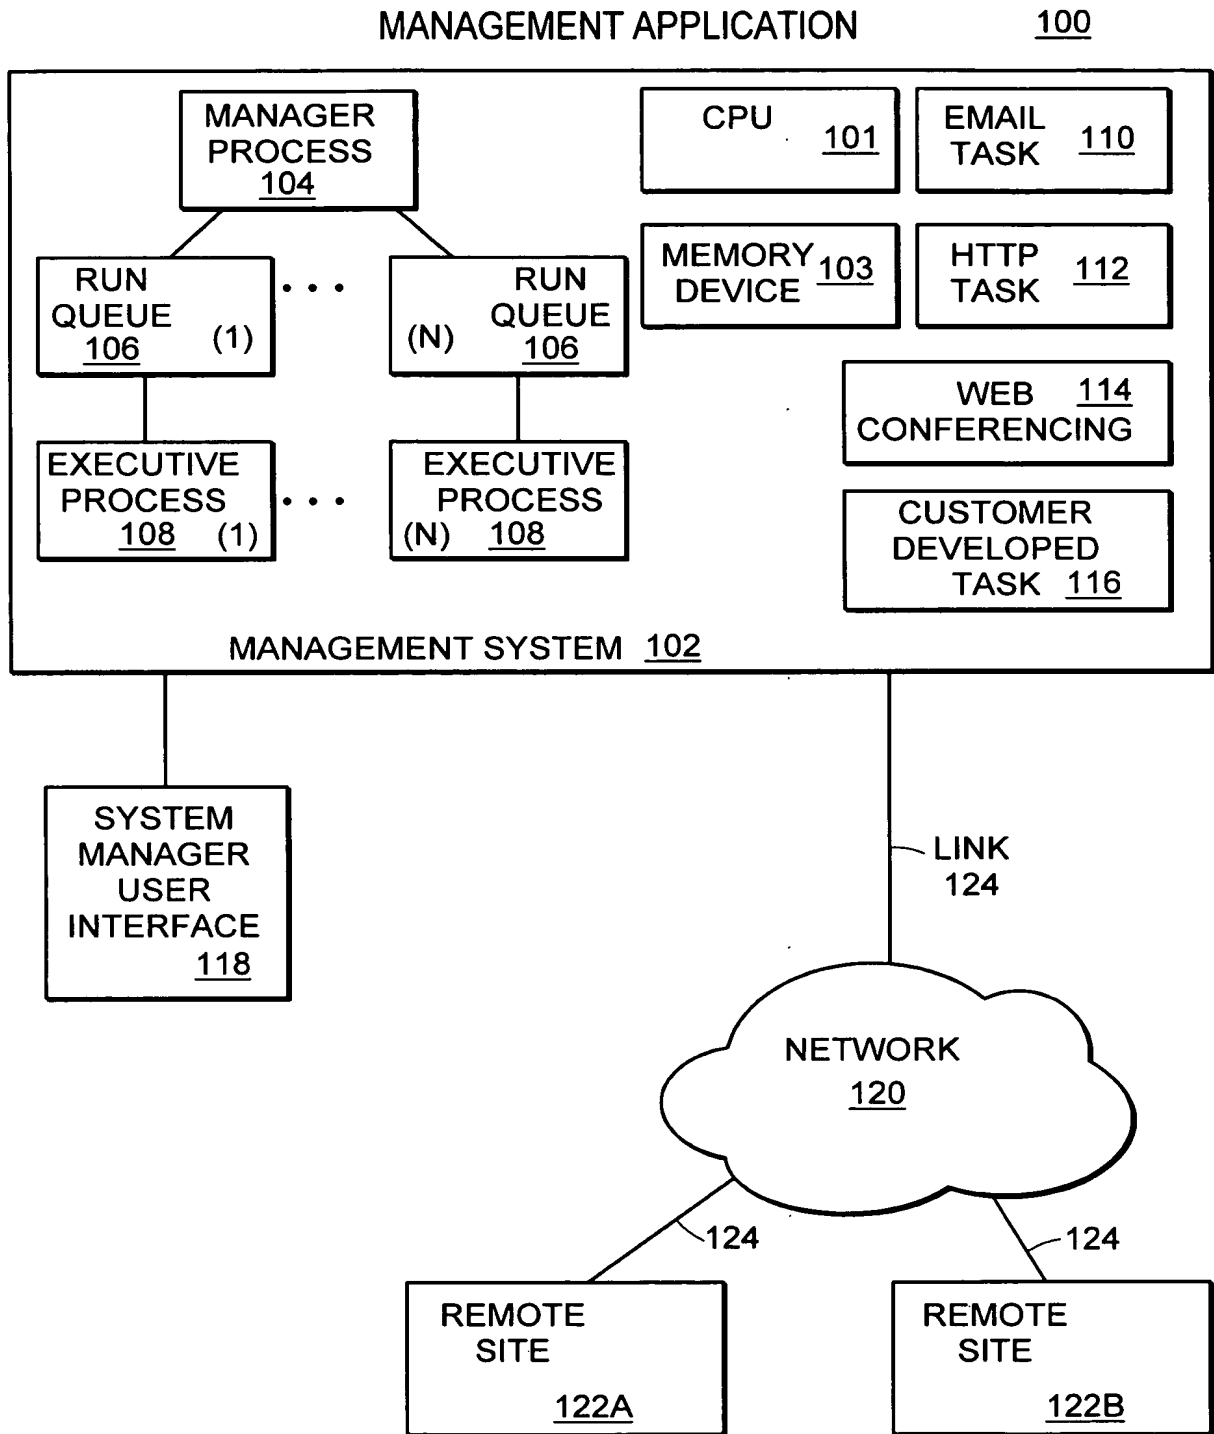 MANAGEMENT APPLICATION 100
MANAGER
PROCESS
104
RUN
QUEUE
106 (1)
• • •
RUN
QUEUE
(N) 106
EXECUTIVE
PROCESS
108 (1)
• • •
EXECUTIVE
PROCESS
(N) 108
CPU 101
EMAIL
TASK 110
MEMORY
DEVICE 103
HTTP
TASK 112
WEB 114
CONFERENCING
CUSTOMER
DEVELOPED
TASK 116
MANAGEMENT SYSTEM 102
SYSTEM
MANAGER
USER
INTERFACE
118
LINK
124
NETWORK
120
124
124
REMOTE
SITE
122A
REMOTE
SITE
122B